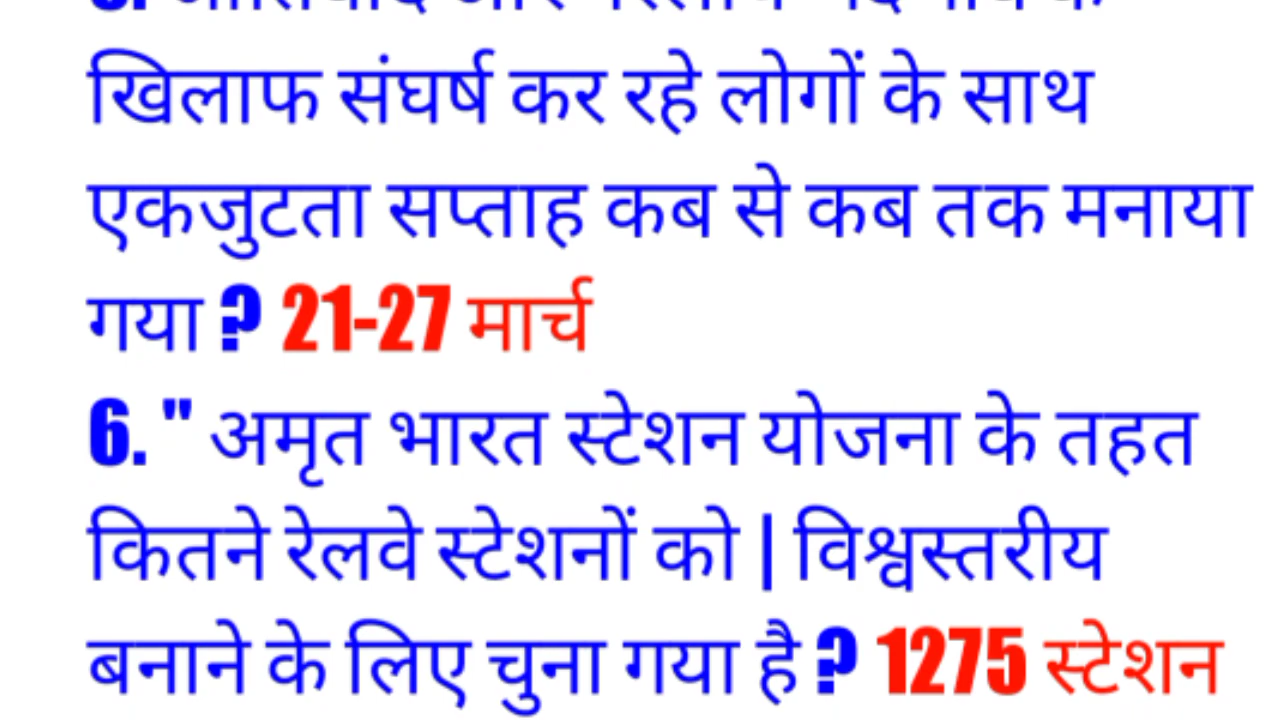 खिलाफ संघर्ष कर रहे लोगों के साथ
एकजुटता सप्ताह कब से कब तक मनाया
गया ? 21-27 मार्च
6. " अमृत भारत स्टेशन योजना के तहत
कितने रेलवे स्टेशनों को | विश्वस्तरीय
बनाने के लिए चुना गया है ? 1275 स्टेशन